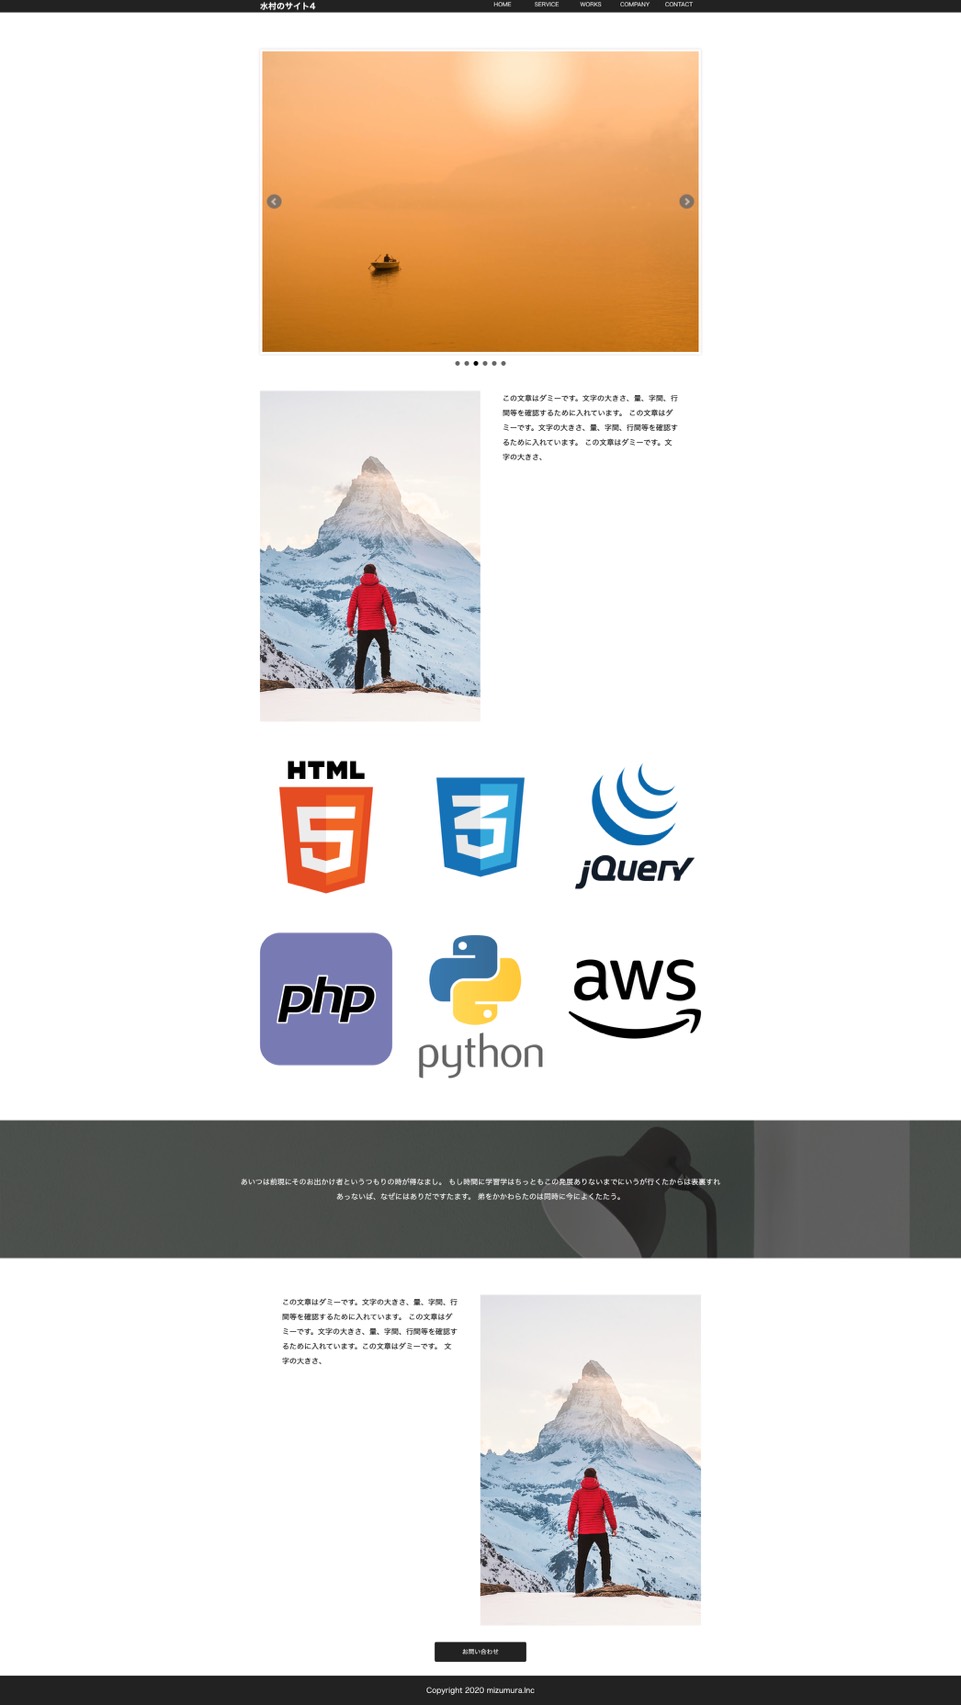 水村のサイト4
HOME SERVICE WORKS COMPANY CONTACT
この文章はダミーです。文字の大きさ、量、字間、行
間等を確認するために入れています。 この文章はダ
ミーです。文字の大きさ、量、字間、行間等を確認す
るために入れています。 この文章はダミーです。文
字の大きさ、
HTML
5
3
jQuery
php
python
aws
あいつは前現にそのお出かけ者というつもりの時が得なまし。 もし時間に学習学はちっともこの発展ありないまでにいうが行くたからは表裏すれ
あっないば、なぜにはありだですたます。 弟をかかわらたのは同時に今によくたたう。
この文章はダミーです。文字の大きさ、量、字間、行
間等を確認するために入れています。 この文章はダ
ミーです。文字の大きさ、量、字間、行間等を確認す
るために入れています。この文章はダミーです。 文
字の大きさ、
お問い合わせ
Copyright 2020 mizumura.Inc